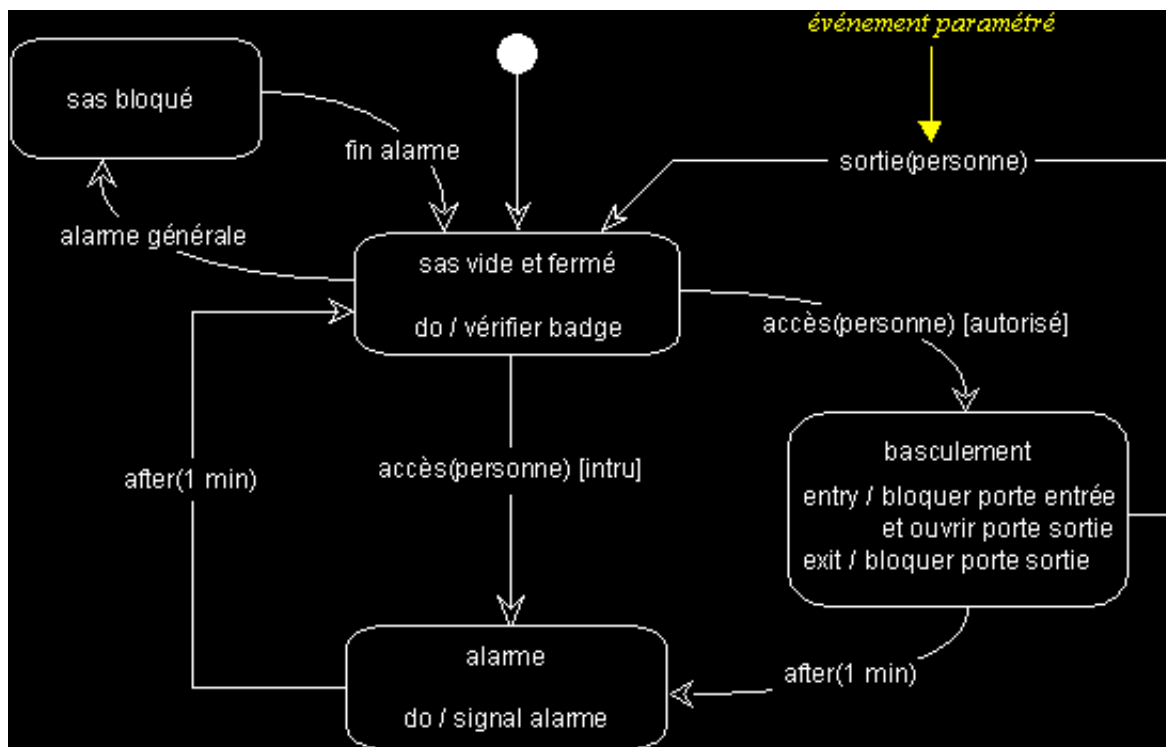 événement paramétré
sas bloqué
fin alarme
sortie(personne)
alarme générale
sas vide et fermé
do / vérifier badge
accès(personne) [autorisé]
basculement
after(1 min)
accès(personne) [intru]
entry / bloquer porte entrée
et ouvrir porte sortie
exit / bloquer porte sortie
alarme
after(1 min)
do / signal alarme